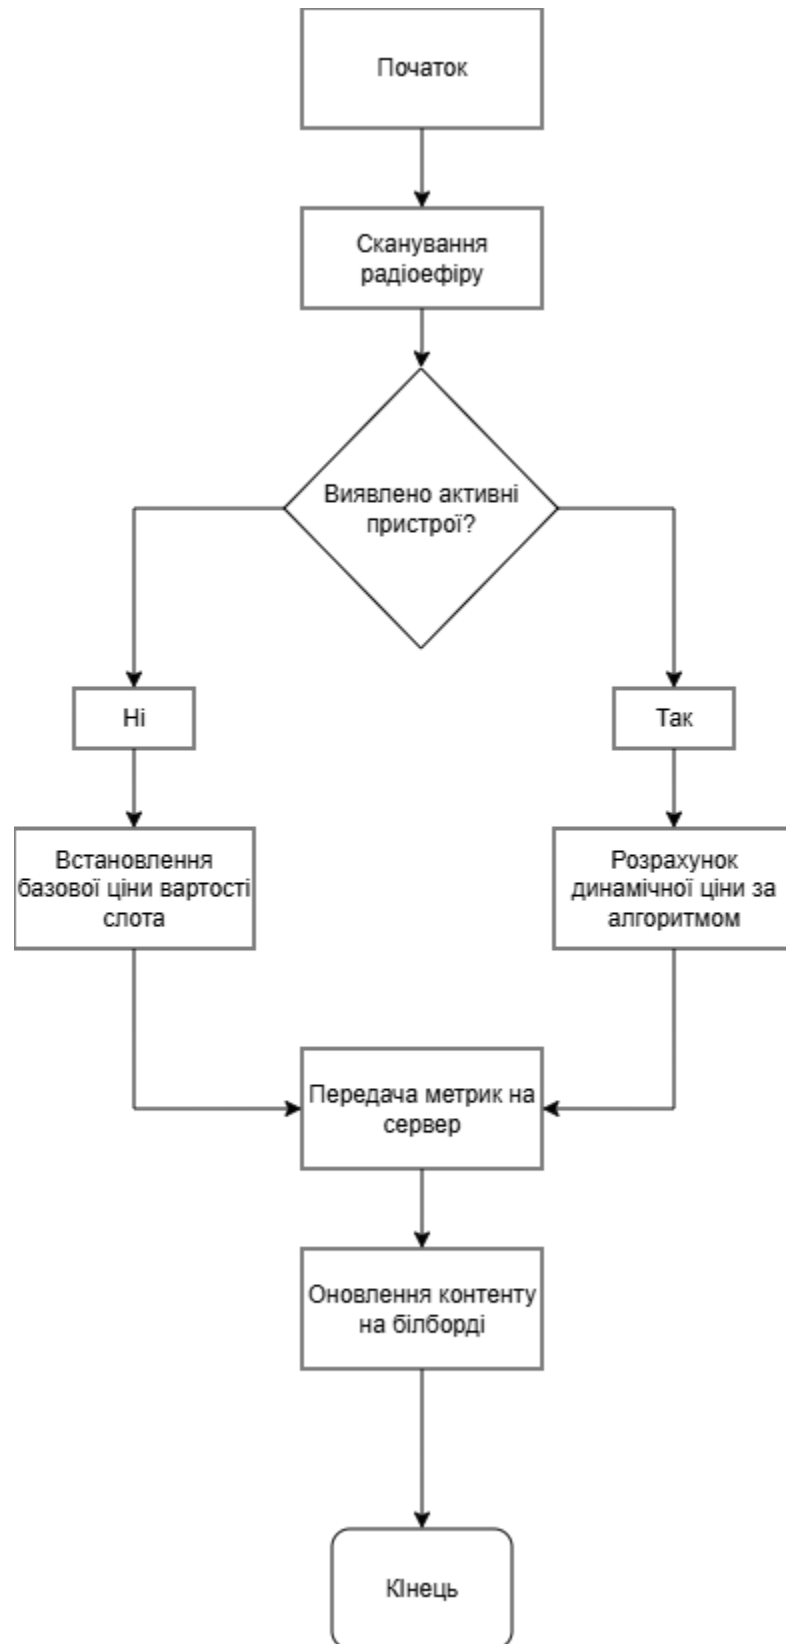 Початок
Сканування
радіоефіру
Виявлено активні
пристрої?
Ні
Так
Встановлення
базової ціни вартості
слота
Розрахунок
динамічної ціни за
алгоритмом
Передача метрик на
сервер
Оновлення контенту
на білборді
КІнець